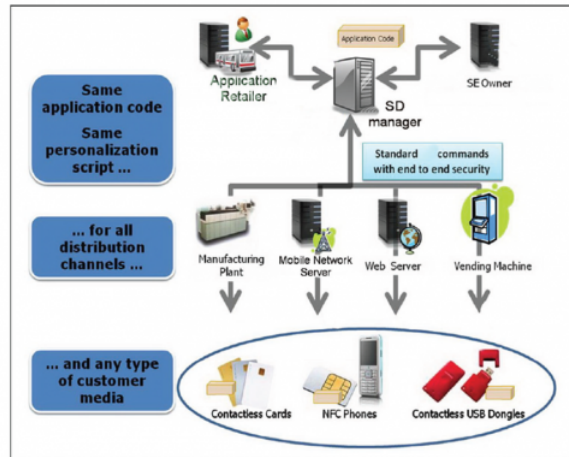 Same
application code
Same
personalization
script ...
Application
Retailer
Application Code
SD
manager
SE Owner
Standard commands
with end to end security
... for all
distribution
channels ...
Manufacturing
Plant
Mobile Network
Server
Web Server
Vending Machine
... and any type
of customer
media
Contactless Cards
NFC Phones
Contactless USB Dongles